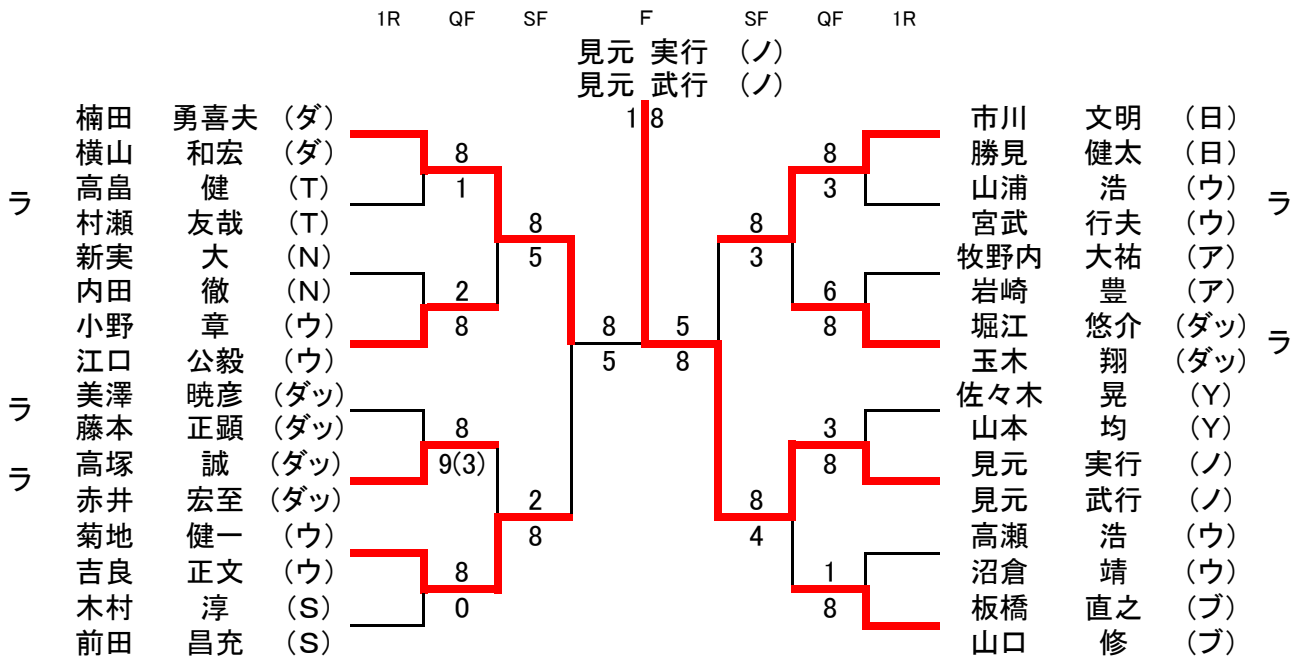 1R QF SF F SF QF 1R
見元 実行 (ノ)
見元 武行 (ノ)
楠田 勇喜夫 (ダ) 1 8 市川 文明 (日)
横山 和宏 (ダ) 8 8 勝見 健太 (日)
ラ 高畠 健 (T) 1 3 山浦 浩 (ウ) ラ
村瀬 友哉 (T) 8 8 宮武 行夫 (ウ)
新実 大 (N) 5 3 牧野内 大祐 (ア)
内田 徹 (N) 2 6 岩崎 豊 (ア)
小野 章 (ウ) 8 8 5 8 堀江 悠介 (ダッ) ラ
江口 公毅 (ウ) 5 8 玉木 翔 (ダッ)
ラ 美澤 暁彦 (ダッ) 佐々木 晃 (Y)
藤本 正顕 (ダッ) 8 3 山本 均 (Y)
ラ 高塚 誠 (ダッ) 9(3) 8 見元 実行 (ノ)
赤井 宏至 (ダッ) 2 8 見元 武行 (ノ)
菊地 健一 (ウ) 8 4 高瀬 浩 (ウ)
吉良 正文 (ウ) 8 1 沼倉 靖 (ウ)
木村 淳 (S) 0 8 板橋 直之 (ブ)
前田 昌充 (S) 山口 修 (ブ)